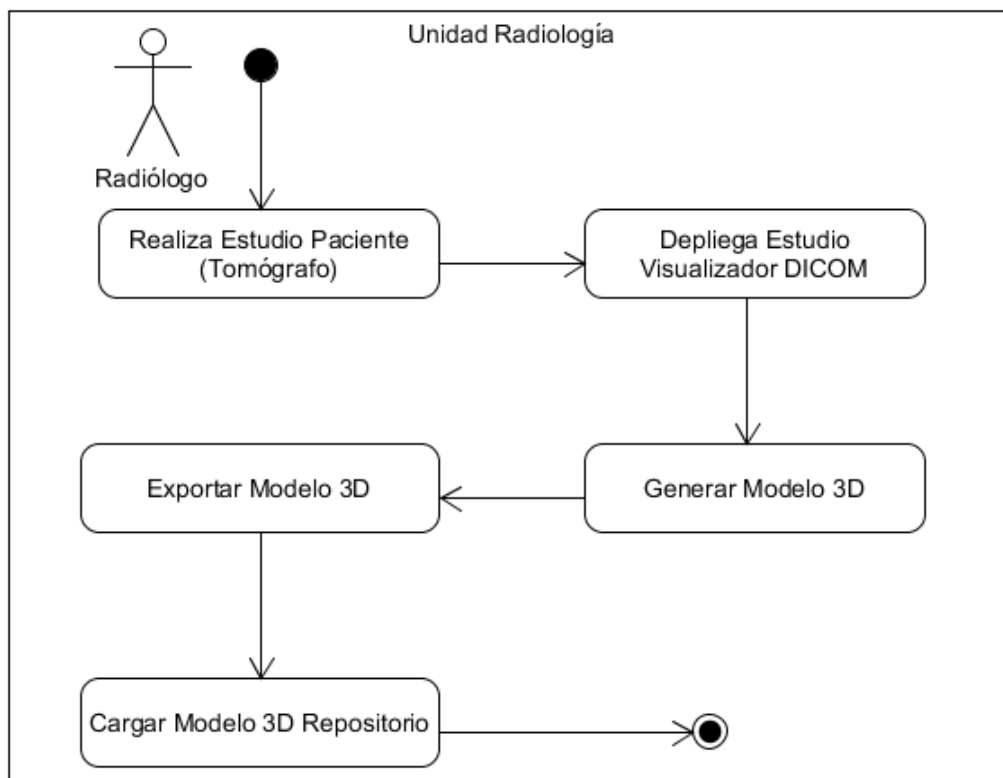 Unidad Radiología
Radiólogo
Realiza Estudio Paciente
(Tomógrafo)
Depliega Estudio
Visualizador DICOM
Exportar Modelo 3D
Generar Modelo 3D
Cargar Modelo 3D Repositorio